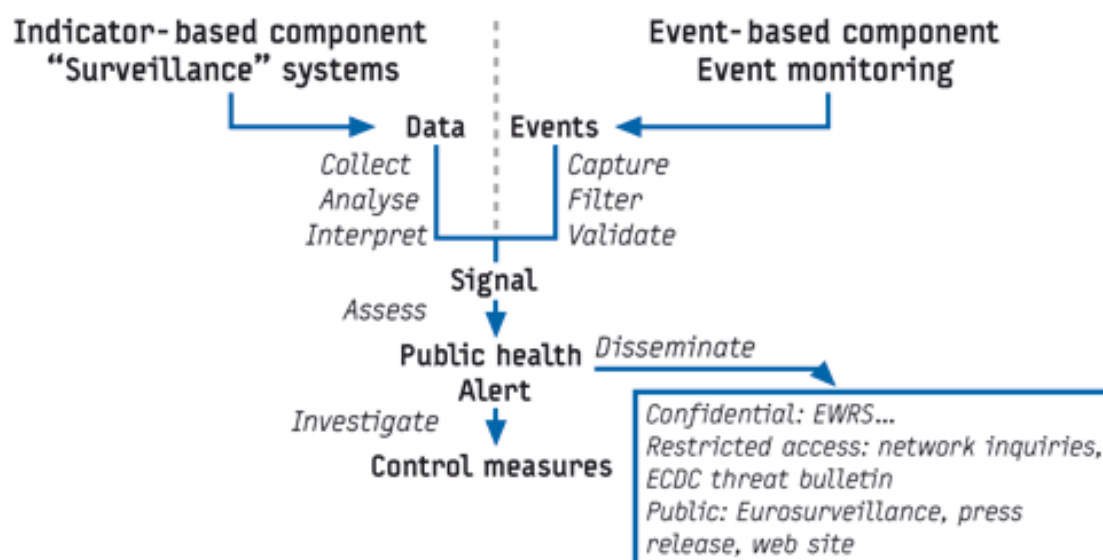 Indicator-based component
“Surveillance” systems
Event-based component
Event monitoring
Data
Events
Collect
Analyse
Interpret
Capture
Filter
Validate
Signal
Assess
Public health
Alert
Disseminate
Investigate
Control measures
Confidential: EWRS...
Restricted access: network inquiries,
ECDC threat bulletin
Public: Eurosurveillance, press
release, web site